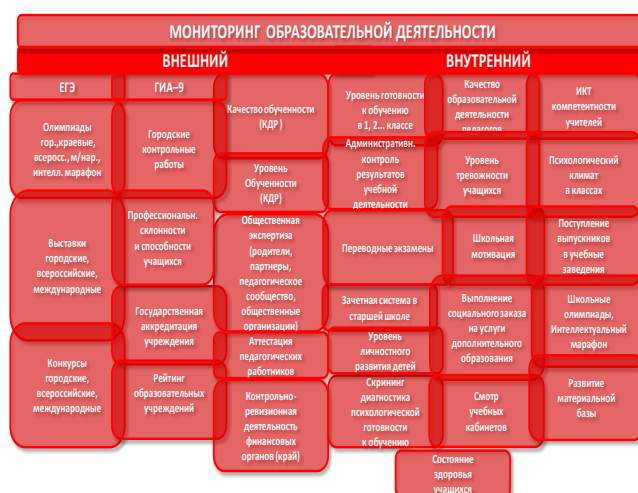 МОНИТОРИНГ ОБРАЗОВАТЕЛЬНОЙ ДЕЯТЕЛЬНОСТИ
ВНЕШНИЙ
ВНУТРЕННИЙ
ЕГЭ
Олимпиады
гор.,краевые,
всеросс., м/нар.,
интелл. марафон
Выставки
городские,
всероссийские,
международные
Конкурсы
городские,
всероссийские,
международные
ГИА–9
Городские
контрольные
работы
Профессиональн.
склонности
и способности
учащихся
Государственная
аккредитация
учреждения
Рейтинг
образовательных
учреждений
Качество обученности
(КДР )
Уровень
Обученности
(КДР)
Общественная
экспертиза
(родители,
партнеры,
педагогическое
сообщество,
общественные
организации)
Аттестация
педагогических
работников
Контрольно-
ревизионная
деятельность
финансовых
органов (край)
Уровень готовности
к обучению
в 1, 2... классе
Административн.
контроль
результатов
учебной
деятельности
Переводные экзамены
Зачетная система в
старшей школе
Уровень
личностного
развития детей
Скрининг
диагностика
психологической
готовности
к обучению
Качество
образовательной
деятельности
педагогов
Уровень
тревожности
учащихся
Школьная
мотивация
Выполнение
социального заказа
на услуги
дополнительного
образования
Смотр
учебных
кабинетов
Состояние
здоровья
учащихся
ИКТ
компетентности
учителей
Психологический
климат
в классах
Поступление
выпускников
в учебные
заведения
Школьные
олимпиады,
Интеллектуальный
марафон
Развитие
материальной
базы